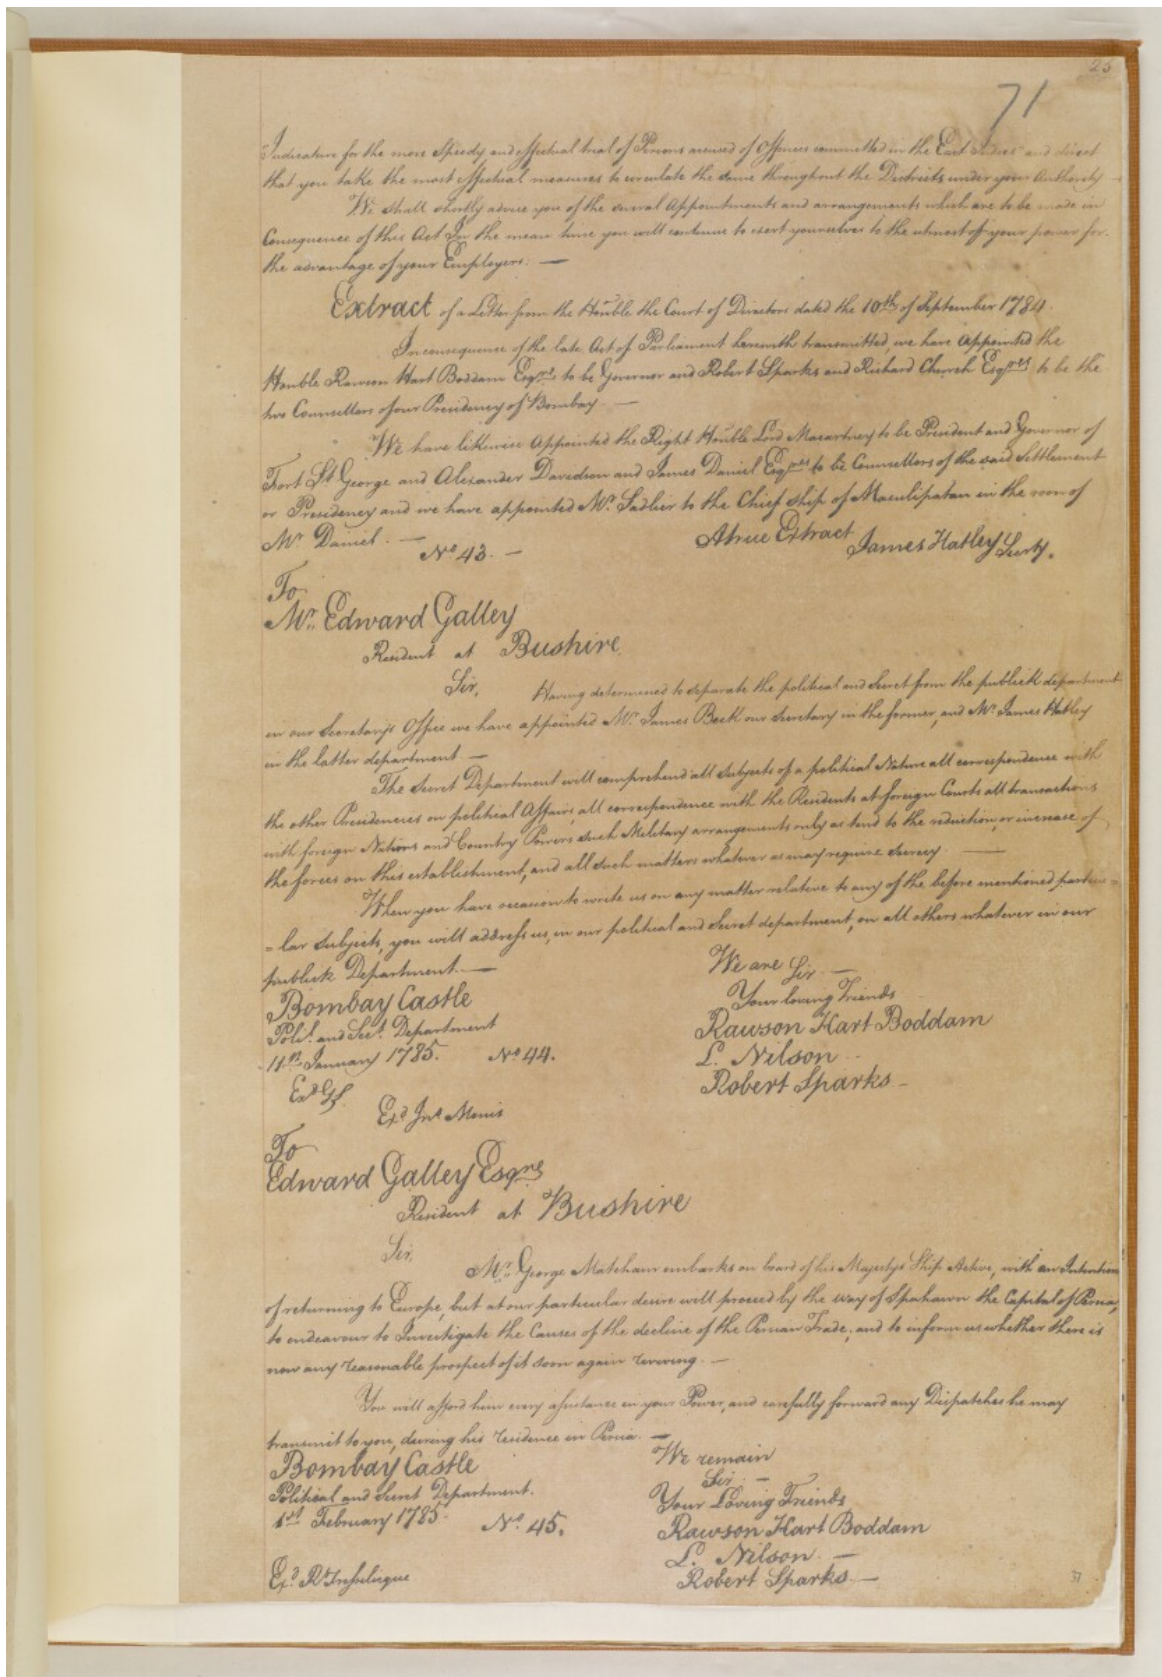 25
71
Judicature for the more Speedy and effectual trial of Persons accused of Offences committed in the East Indies and direct
that you take the most effectual measures to circulate the same throughout the Districts under your Authority
We shall shortly advise you of the several Appointments and arrangements which are to be made in
Consequence of this Act In the mean time you will continue to exert yourselves to the utmost of your power for
the advantage of your Employers. —
Extract of a Letter from the Honble the Court of Directors dated the 10th of September 1784.
In consequence of the late Act of Parliament herewith transmitted, we have Appointed the
Honble Rawson Hart Boddam Esqre to be Governor and Robert Sparks and Richard Church Esqres to be the
two Counsellors of our Presidency of Bombay. —
We have likewise Appointed the Right Honble Lord Macartney to be President and Governor of
Fort St George and Alexander Davidson and James Daniel Esqres to be Counsellors of the said Settlement
or Presidency and we have appointed Mr. Sadlier to the Chief ship of Masulipatan in the room of
Mr Daniel. —
A true Extract James Hatley Secty.
No 43. —
To
Mr. Edward Galley
Resident at Bushire
Sir, Having determined to separate the political and Secret from the publick department
in our Secretary's Office we have appointed Mr. James Beck our Secretary in the former, and Mr. James Hatley
in the latter department —
The Secret Department will comprehend all Subjects of a political Nature all correspondence with
the other Presidencies on political Affairs all correspondence with the Residents at foreign Courts all transactions
with foreign Nations and Country Powers such Military arrangements only as tend to the reduction, or increase of
the forces on this establishment, and all such matters whatever as may require Secrecy. —
When you have occasion to write us on any matter relative to any of the before mentioned particu=
=lar Subjects, you will address us, in our political and Secret department, on all others whatever in our
publick Department. —
We are Sir. —
Your loving Friends
Bombay Castle
Rawson Hart Boddam
Polit. and Sect. Department
L. Nilson
11th January 1785. No 44.
Robert Sparks —
Exd
Exd Jno Morris
To
Edward Galley Esqre
Resident at Bushire
Sir,
Mr. George Matcham embarks on board of his Majestys Ship Active, with an Intention
of returning to Europe, but at our particular desire will proceed by the way of Spahawn the Capital of Persia,
to endeavour to Investigate the Causes of the decline of the Persian Trade; and to inform us whether there is
now any reasonable prospect of it soon again reviving. —
You will afford him every assistance in your Power, and carefully forward any Dispatches he may
transmit to you, during his residence in Persia. —
We remain
Bombay Castle
Sir. —
Political and Secret Department.
Your Loving Friends
1st February 1785. No. 45.
Rawson Hart Boddam
L. Nilson. —
Exd. Rt
Robert Sparks. —
37